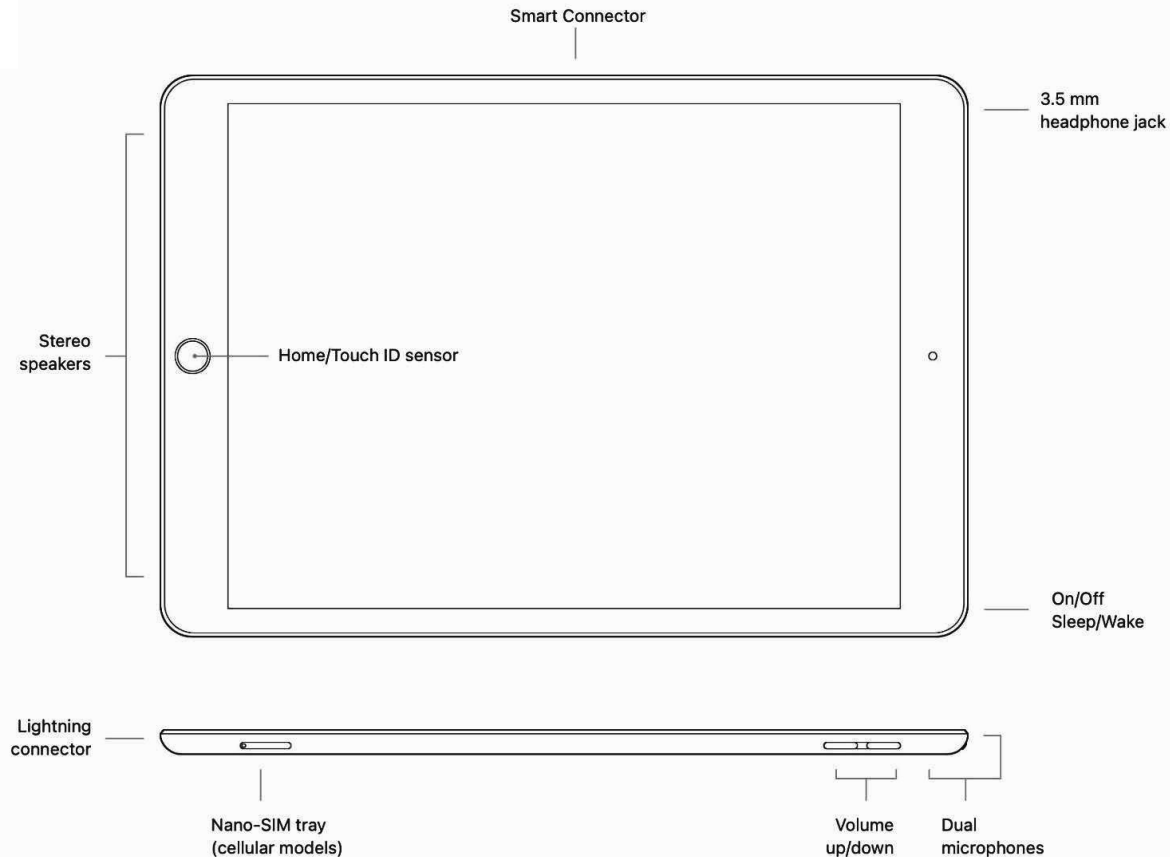 Smart Connector
3.5 mm
headphone jack
Stereo
speakers
Home/Touch ID sensor
On/Off
Sleep/Wake
Lightning
connector
Nano-SIM tray
(cellular models)
Volume
up/down
Dual
microphones